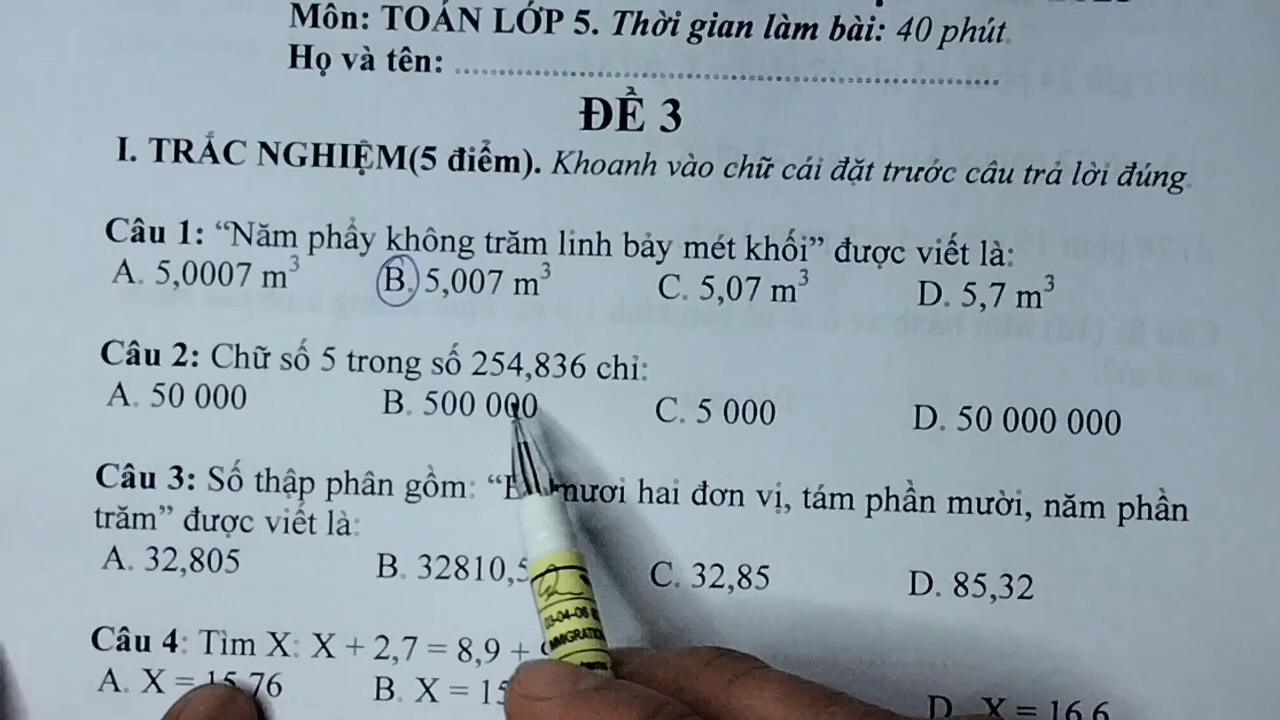 Môn: TOÁN LỚP 5. Thời gian làm bài: 40 phút.
Họ và tên: ........................................................
ĐỀ 3
I. TRẮC NGHIỆM(5 điểm). Khoanh vào chữ cái đặt trước câu trả lời đúng.
Câu 1: “Năm phẩy không trăm linh bảy mét khối” được viết là:
A. 5,0007 m³ B. 5,007 m³ C. 5,07 m³ D. 5,7 m³
Câu 2: Chữ số 5 trong số 254,836 chỉ:
A. 50 000 B. 500 000 C. 5 000 D. 50 000 000
Câu 3: Số thập phân gồm: “ mươi hai đơn vị, tám phần mười, năm phần
trăm” được viết là:
A. 32,805 B. 32810,5 C. 32,85 D. 85,32
Câu 4: Tìm X: X + 2,7 = 8,9 +
A. X = 15,76 B. X = 15 D. X = 16,6